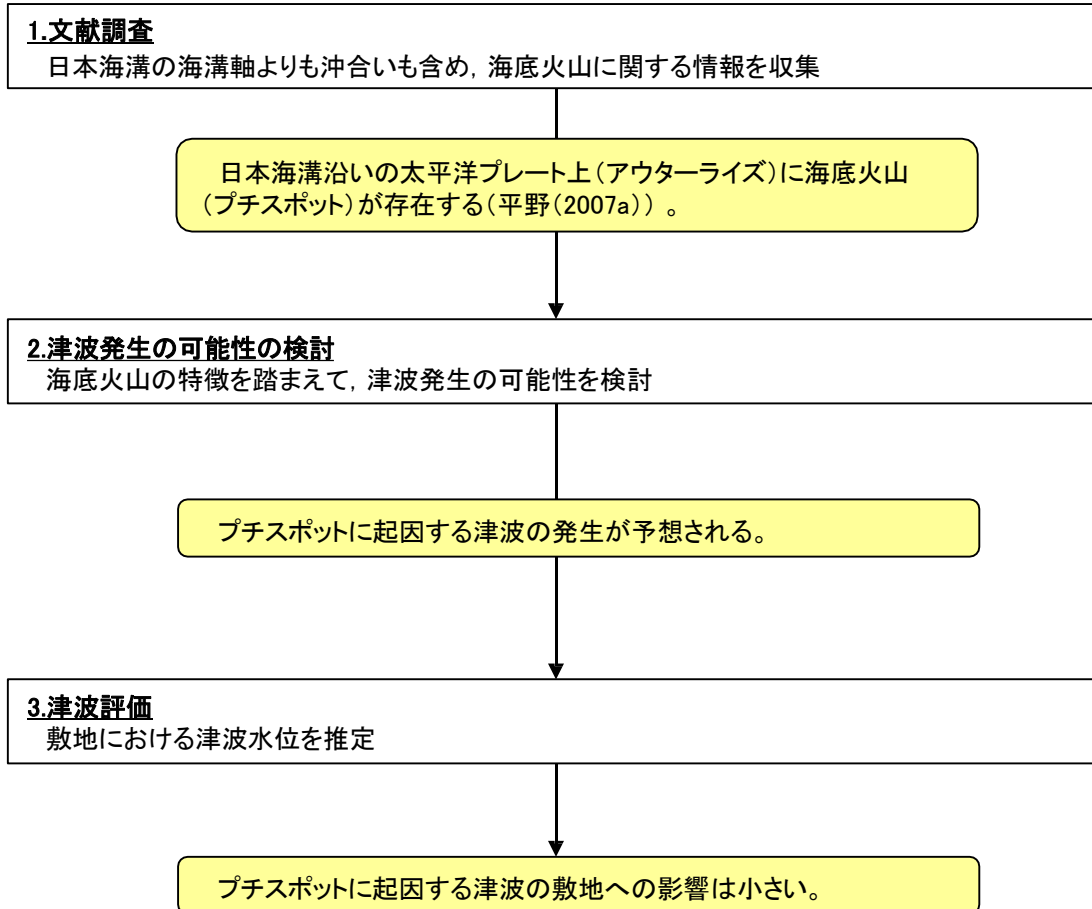 1.文献調査
日本海溝の海溝軸よりも沖合いも含め，海底火山に関する情報を収集
日本海溝沿いの太平洋プレート上（アウターライズ）に海底火山
（プチスポット）が存在する（平野（2007a））。
2.津波発生の可能性の検討
海底火山の特徴を踏まえて，津波発生の可能性を検討
プチスポットに起因する津波の発生が予想される。
3.津波評価
敷地における津波水位を推定
プチスポットに起因する津波の敷地への影響は小さい。